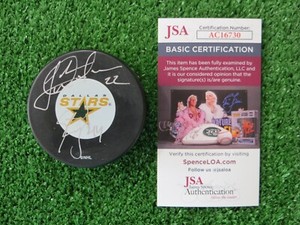 22
DALLAS
STARS
JSA
Certification Number
AC16730
BASIC CERTIFICATION
This item has been fully examined by
James Spence Authentication, LLC and it
is our considered opinion that the
signature(s) is/are genuine.
Verify this certification by visiting
SpenceLOA.com
JSA
Authentication